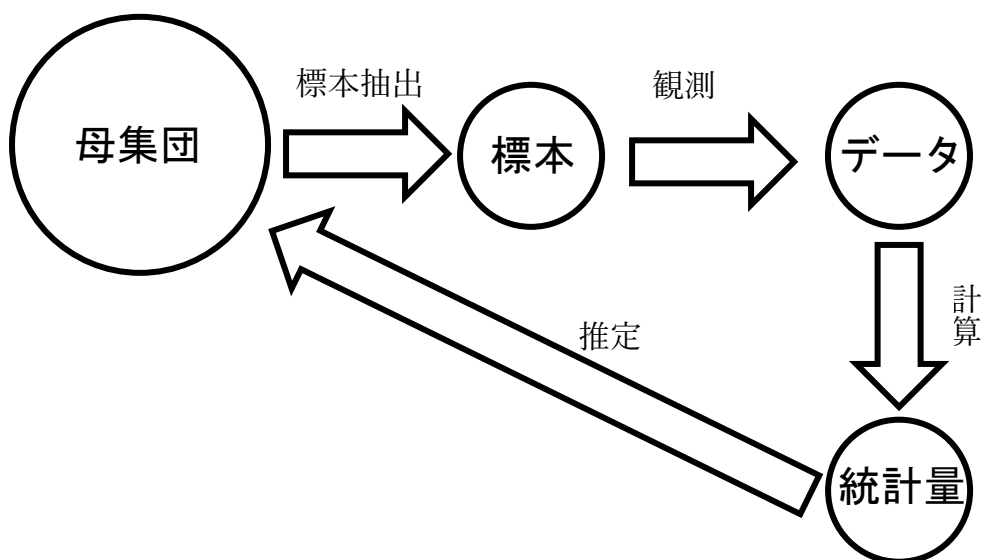 標本抽出
観測
母集団
標本
データ
計算
推定
統計量